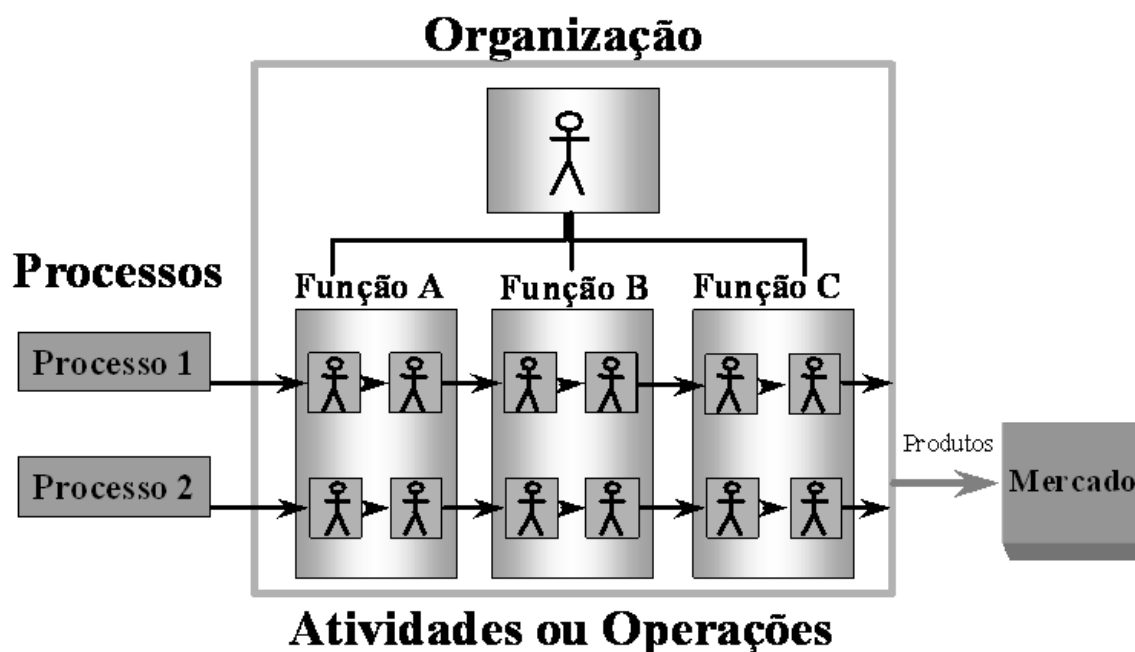 Organização
Processos
Função A
Função B
Função C
Processo 1
Produtos
Processo 2
Mercado
Atividades ou Operações